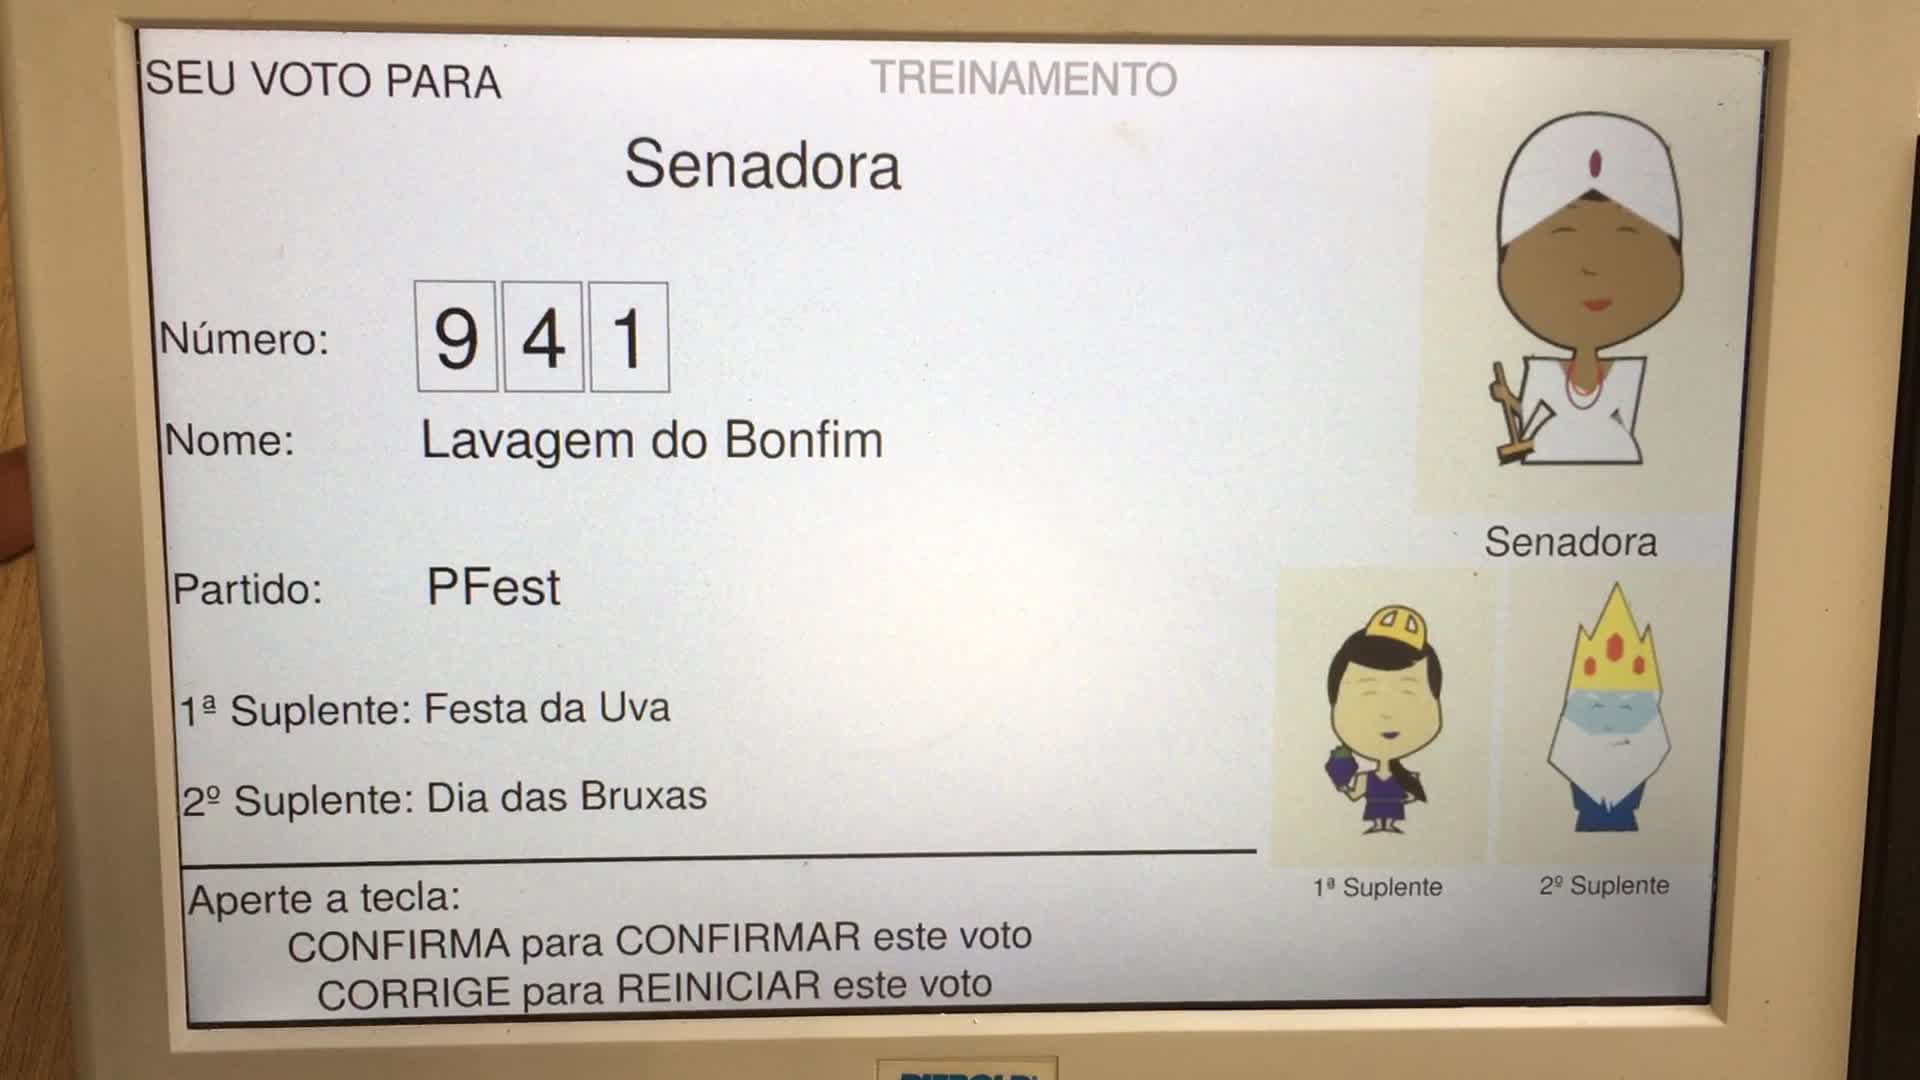 SEU VOTO PARA
TREINAMENTO
Senadora
Número: 9 4 1
Nome: Lavagem do Bonfim
Partido: PFest
1ª Suplente: Festa da Uva
2º Suplente: Dia das Bruxas
Senadora
1ª Suplente
2º Suplente
Aperte a tecla:
CONFIRMA para CONFIRMAR este voto
CORRIGE para REINICIAR este voto